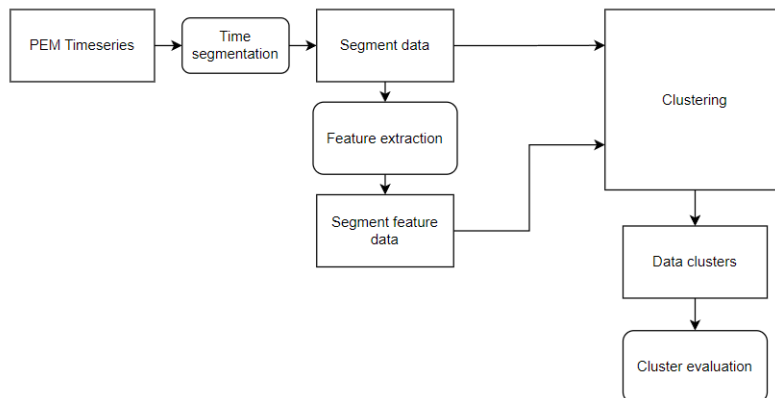 PEM Timeseries
Time
segmentation
Segment data
Clustering
Feature extraction
Segment feature
data
Data clusters
Cluster evaluation